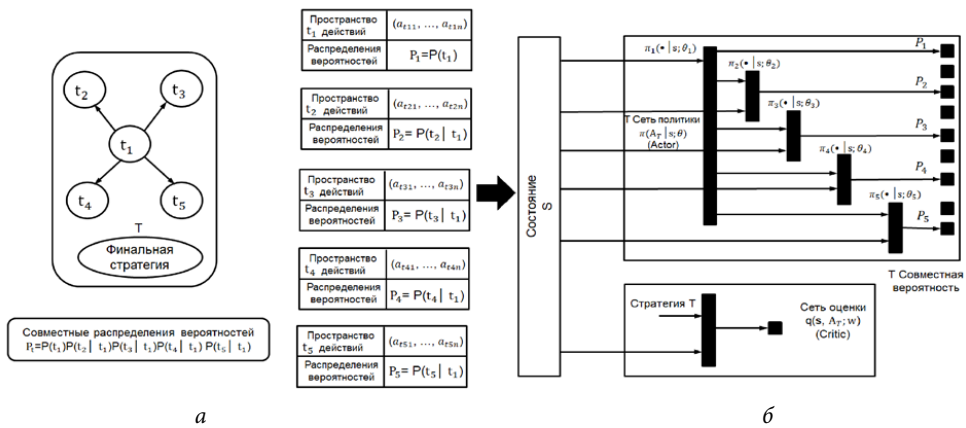 t₂
t₃
t₁
t₄
t₅
T
Финальная
стратегия
Совместные распределения вероятностей
Pₜ=P(t₁)P(t₂| t₁)P(t₃| t₁)P(t₄| t₁) P(t₅| t₁)
а
Пространство
t₁ действий
(aₜ₁₁, …, aₜ₁ₙ)
Распределения
вероятностей
P₁=P(t₁)
Пространство
t₂ действий
(aₜ₂₁, …, aₜ₂ₙ)
Распределения
вероятностей
P₂= P(t₂| t₁)
Пространство
t₃ действий
(aₜ₃₁, …, aₜ₃ₙ)
Распределения
вероятностей
P₃= P(t₃| t₁)
Пространство
t₄ действий
(aₜ₄₁, …, aₜ₄ₙ)
Распределения
вероятностей
P₄= P(t₄| t₁)
Пространство
t₅ действий
(aₜ₅₁, …, aₜ₅ₙ)
Распределения
вероятностей
P₅= P(t₅| t₁)
Состояние
S
π₁(•|s;θ₁)
π₂(•|s;θ₂)
π₃(•|s;θ₃)
π₄(•|s;θ₄)
π₅(•|s;θ₅)
T Сеть политики
π(A_T|s;θ)
(Actor)
P₁
P₂
P₃
P₄
P₅
T Совместная
вероятность
Стратегия T
Сеть оценки
q(s, A_T; w)
(Critic)
б